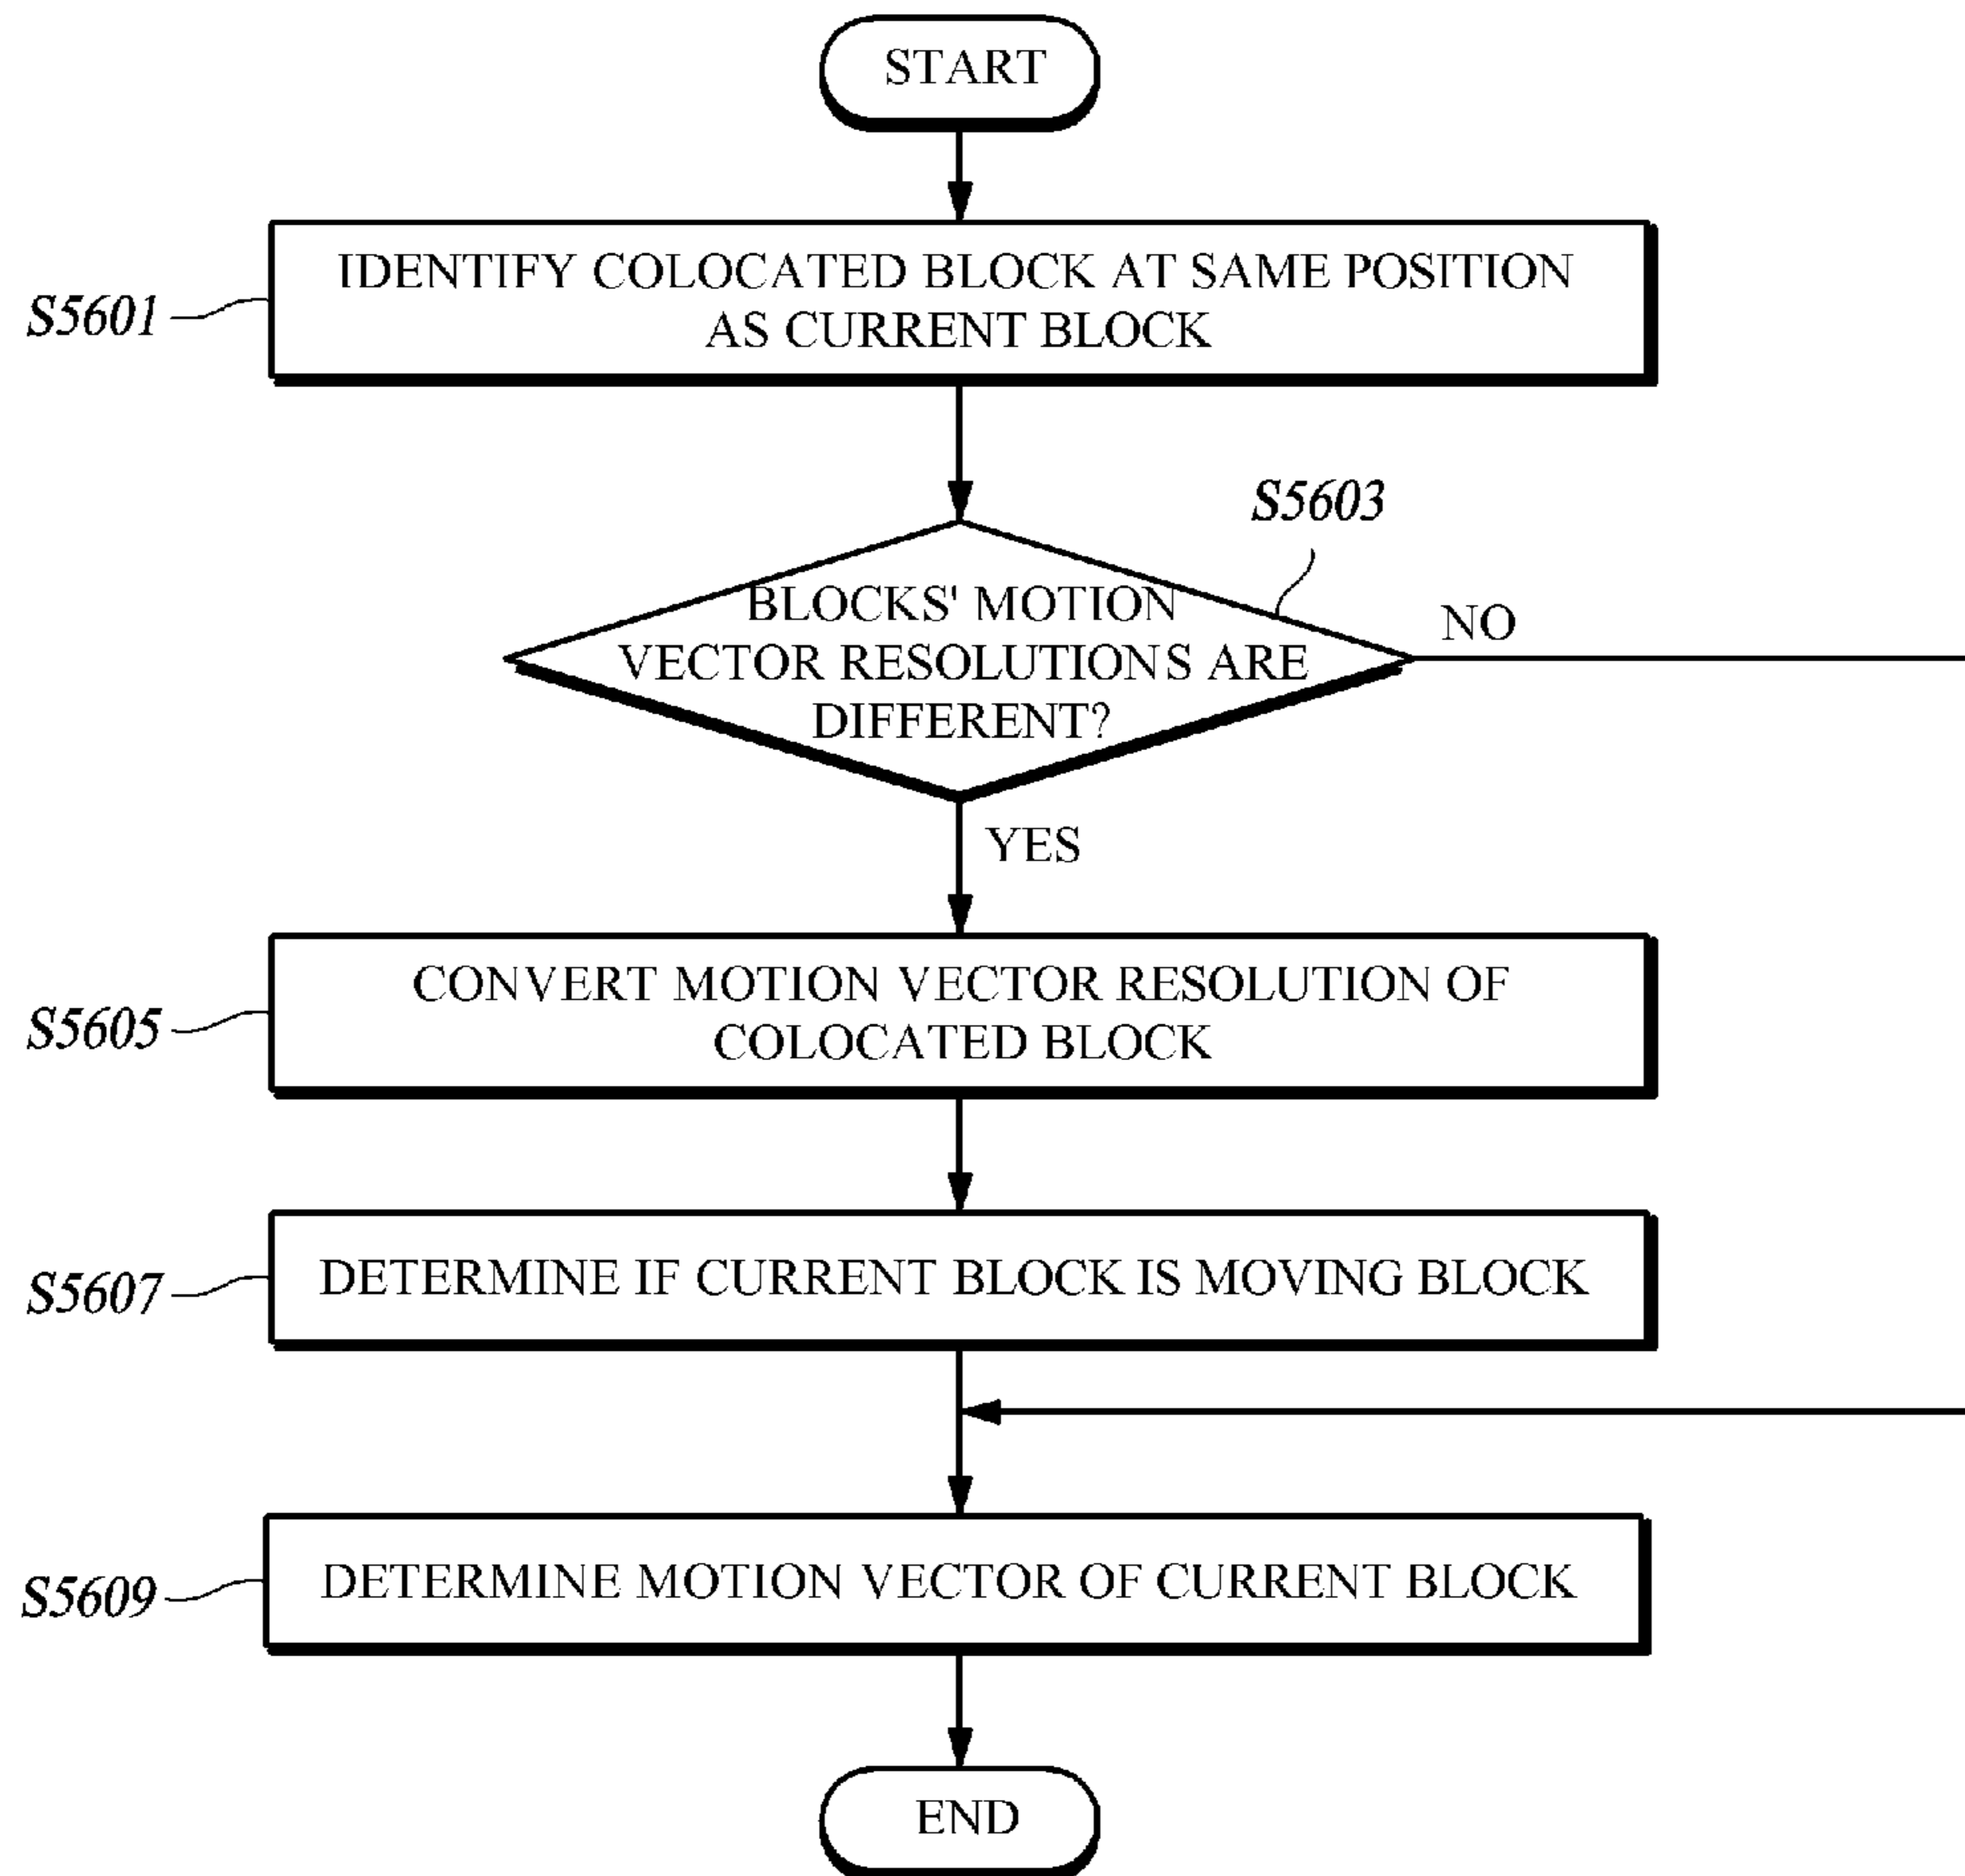 START
IDENTIFY COLOCATED BLOCK AT SAME POSITION
AS CURRENT BLOCK
S5601
S5603
BLOCKS' MOTION
VECTOR RESOLUTIONS ARE
DIFFERENT?
NO
YES
CONVERT MOTION VECTOR RESOLUTION OF
COLOCATED BLOCK
S5605
DETERMINE IF CURRENT BLOCK IS MOVING BLOCK
S5607
DETERMINE MOTION VECTOR OF CURRENT BLOCK
S5609
END